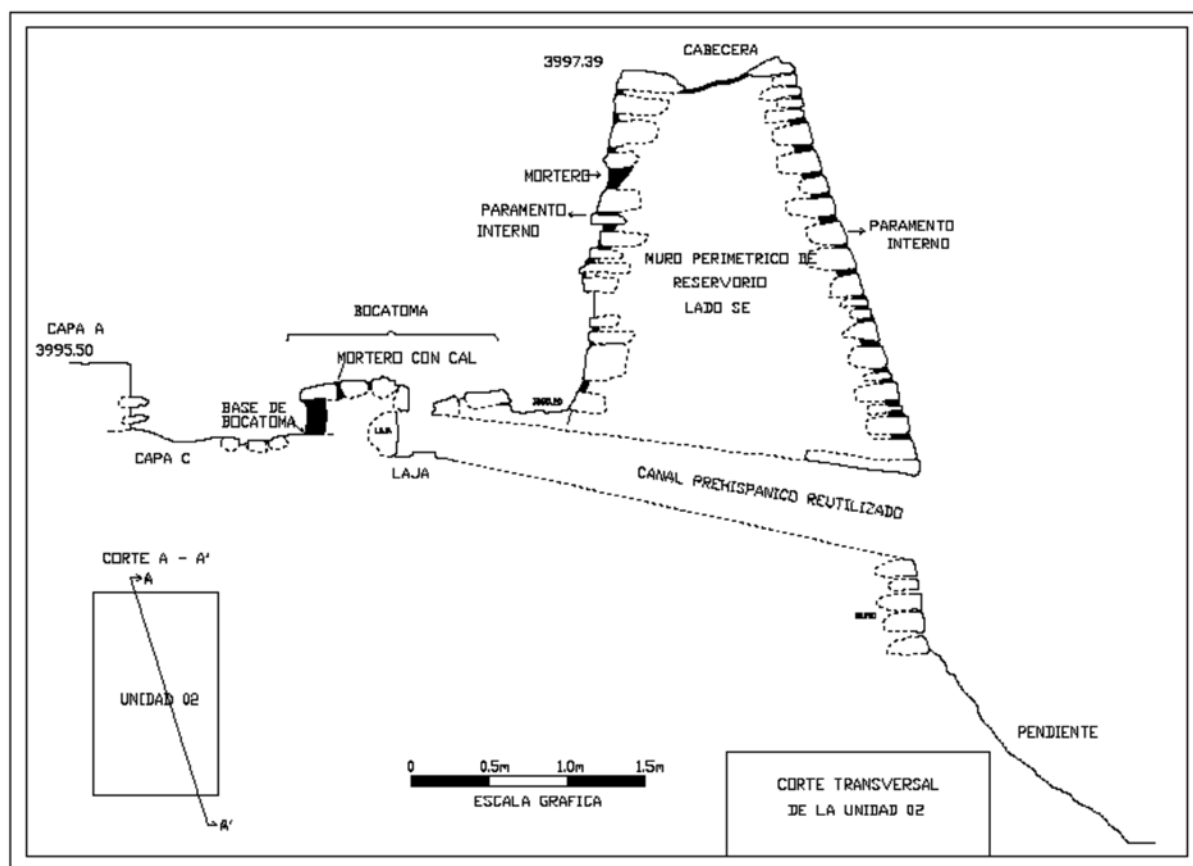 CABECERA
3997.39
MORTERO
PARAMENTO
INTERNO
PARAMENTO
INTERNO
MURO PERIMETRICO DE
RESERVORIO
LADO SE
BOCATOMA
CAPA A
3995.50
MORTERO CON CAL
BASE DE
BOCATOMA
LAJA
CAPA C
LAJA
CANAL PREHISPANICO REUTILIZADO
CORTE A - A'
A
UNIDAD 02
A'
PENDIENTE
0 0.5m 1.0m 1.5m
ESCALA GRAFICA
CORTE TRANSVERSAL
DE LA UNIDAD 02